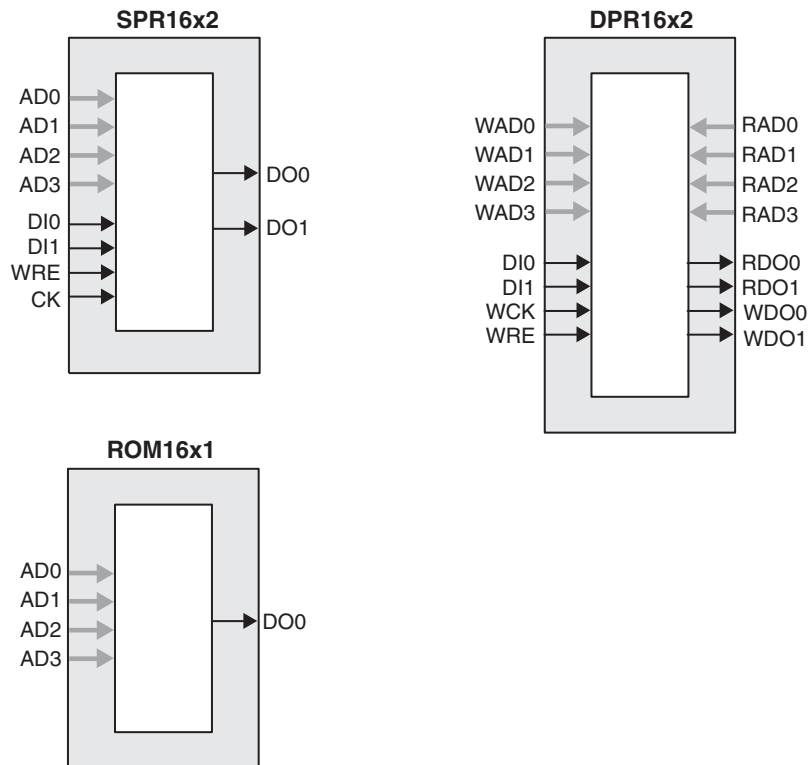 SPR16x2
AD0
AD1
AD2
AD3
DI0
DI1
WRE
CK
DO0
DO1
DPR16x2
WAD0
WAD1
WAD2
WAD3
DI0
DI1
WCK
WRE
RAD0
RAD1
RAD2
RAD3
RDO0
RDO1
WDO0
WDO1
ROM16x1
AD0
AD1
AD2
AD3
DO0